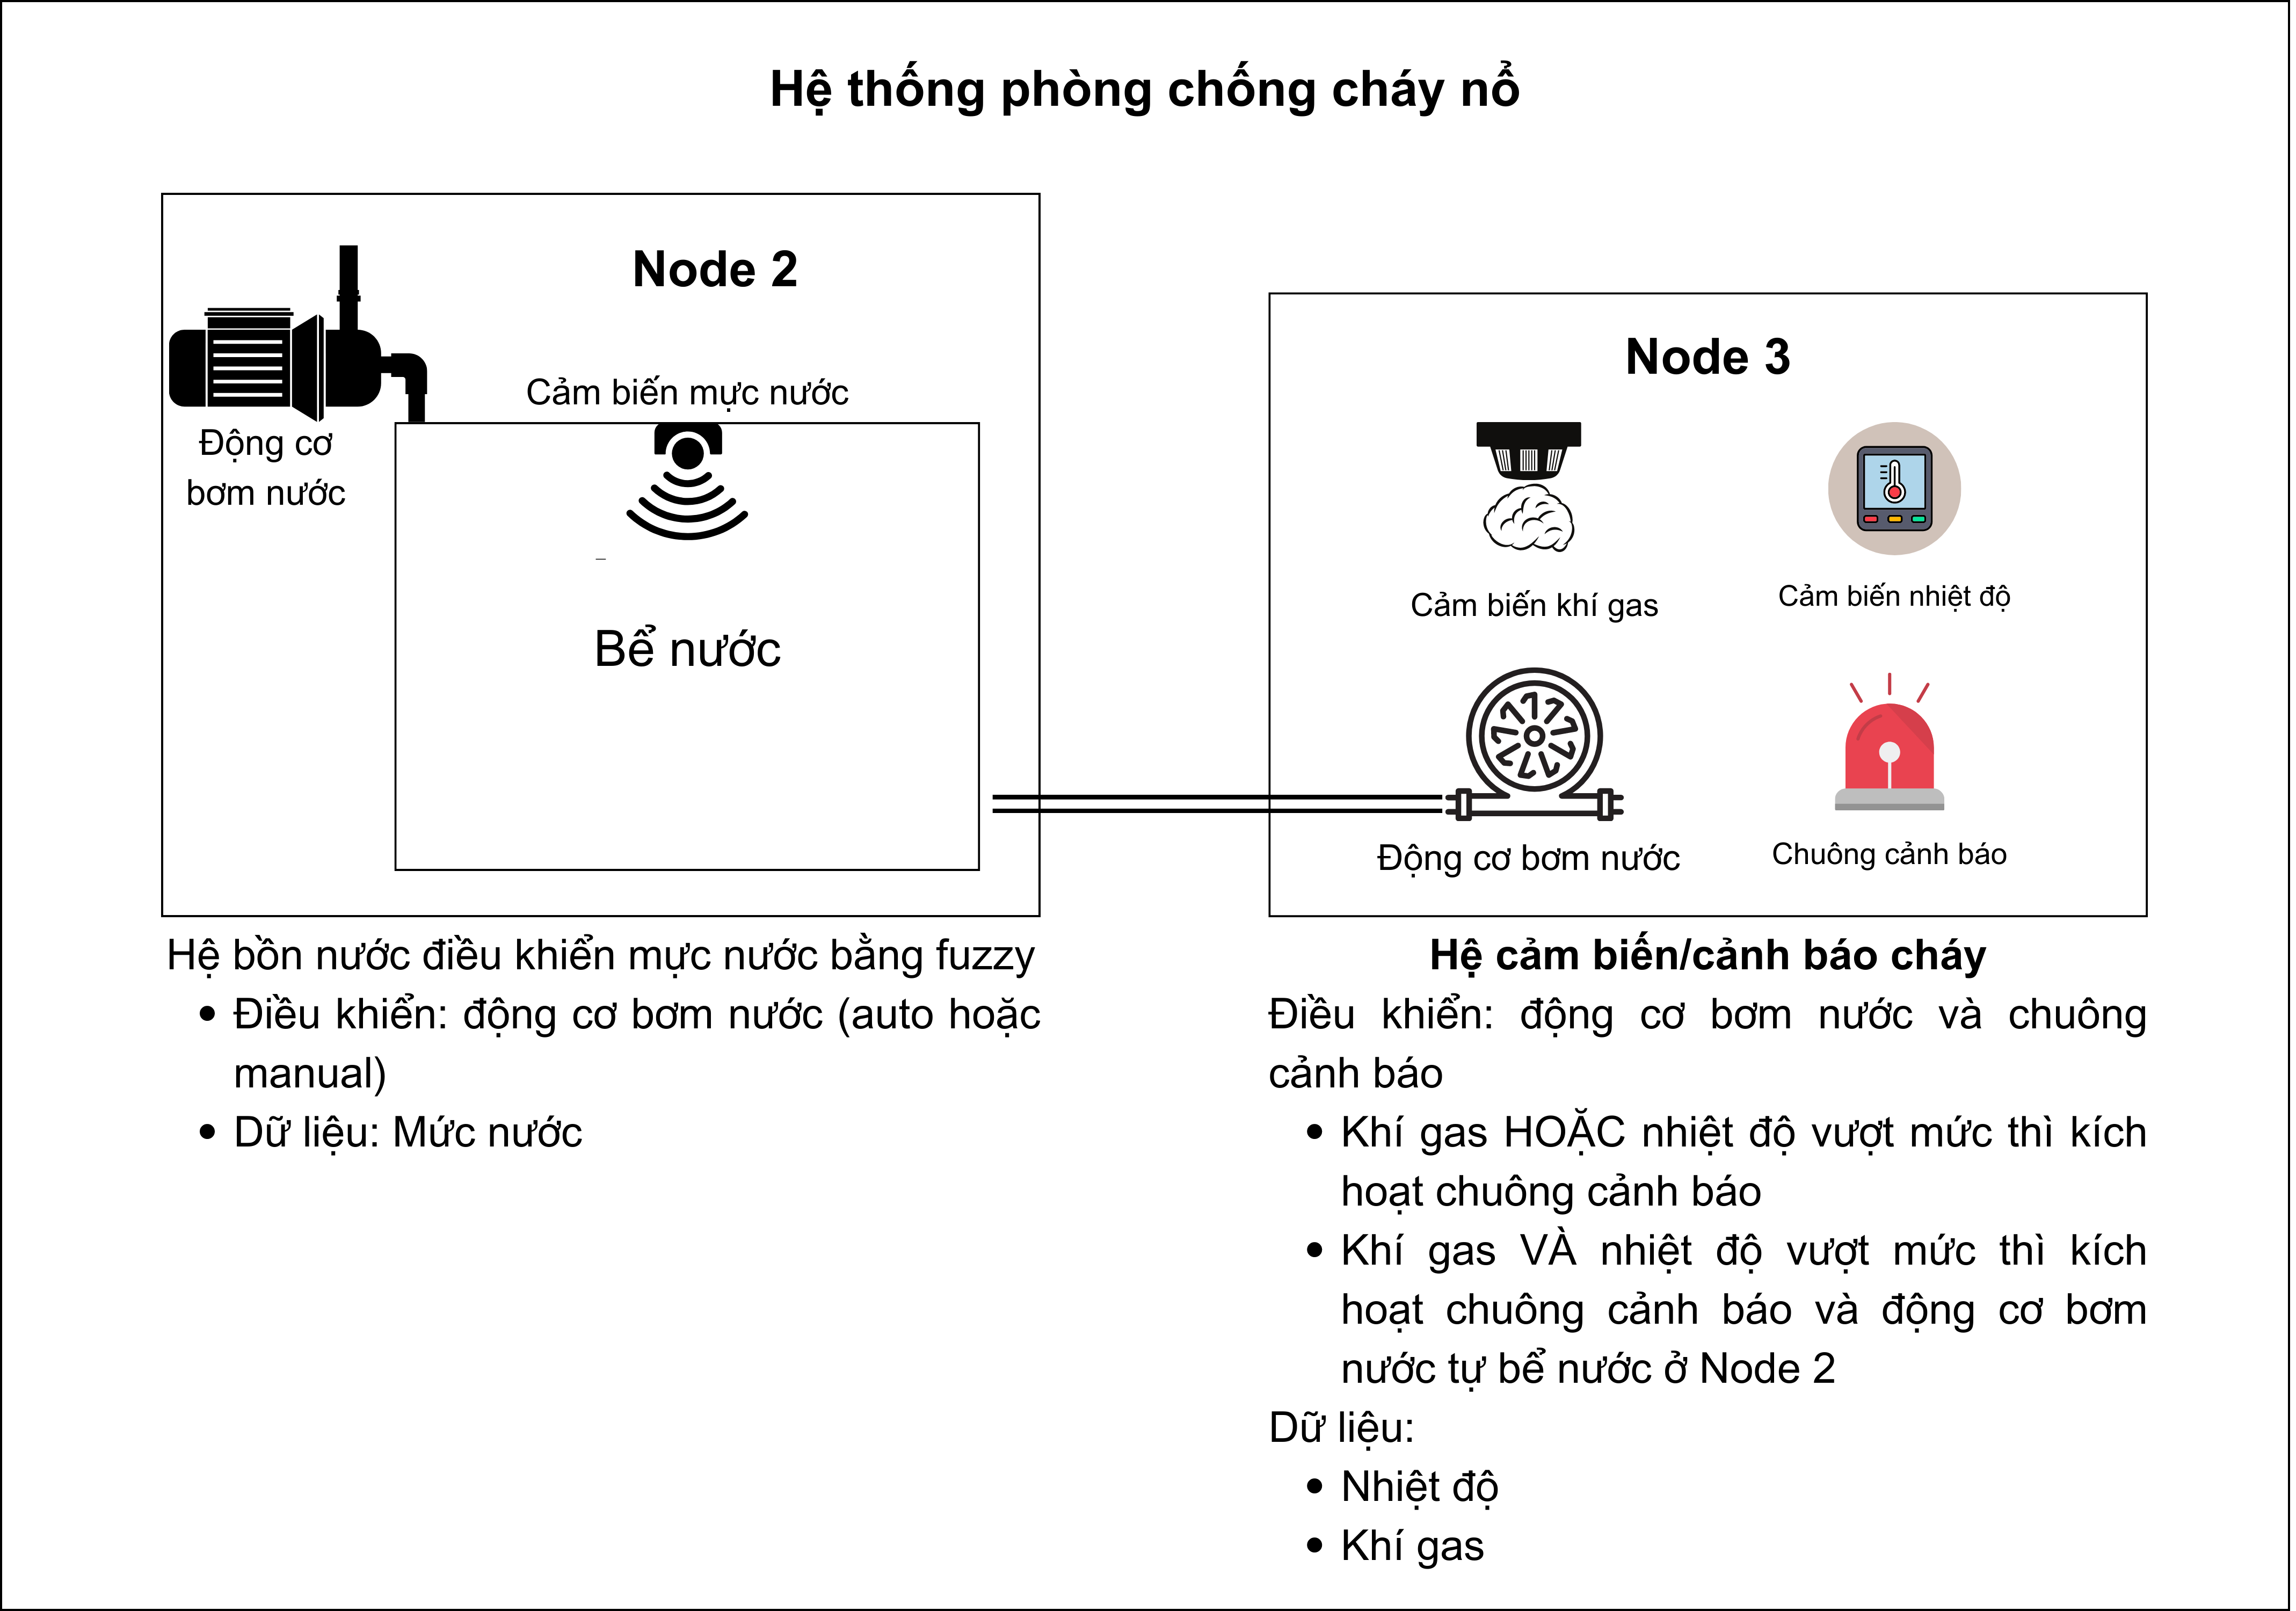 Hệ thống phòng chống cháy nổ
Node 2
Cảm biến mực nước
Động cơ
bơm nước
Bể nước
Hệ bồn nước điều khiển mực nước bằng fuzzy
• Điều khiển: động cơ bơm nước (auto hoặc
manual)
• Dữ liệu: Mức nước
Node 3
Cảm biến khí gas
Cảm biến nhiệt độ
Động cơ bơm nước
Chuông cảnh báo
Hệ cảm biến/cảnh báo cháy
Điều khiển: động cơ bơm nước và chuông
cảnh báo
• Khí gas HOẶC nhiệt độ vượt mức thì kích
hoạt chuông cảnh báo
• Khí gas VÀ nhiệt độ vượt mức thì kích
hoạt chuông cảnh báo và động cơ bơm
nước tự bể nước ở Node 2
Dữ liệu:
• Nhiệt độ
• Khí gas